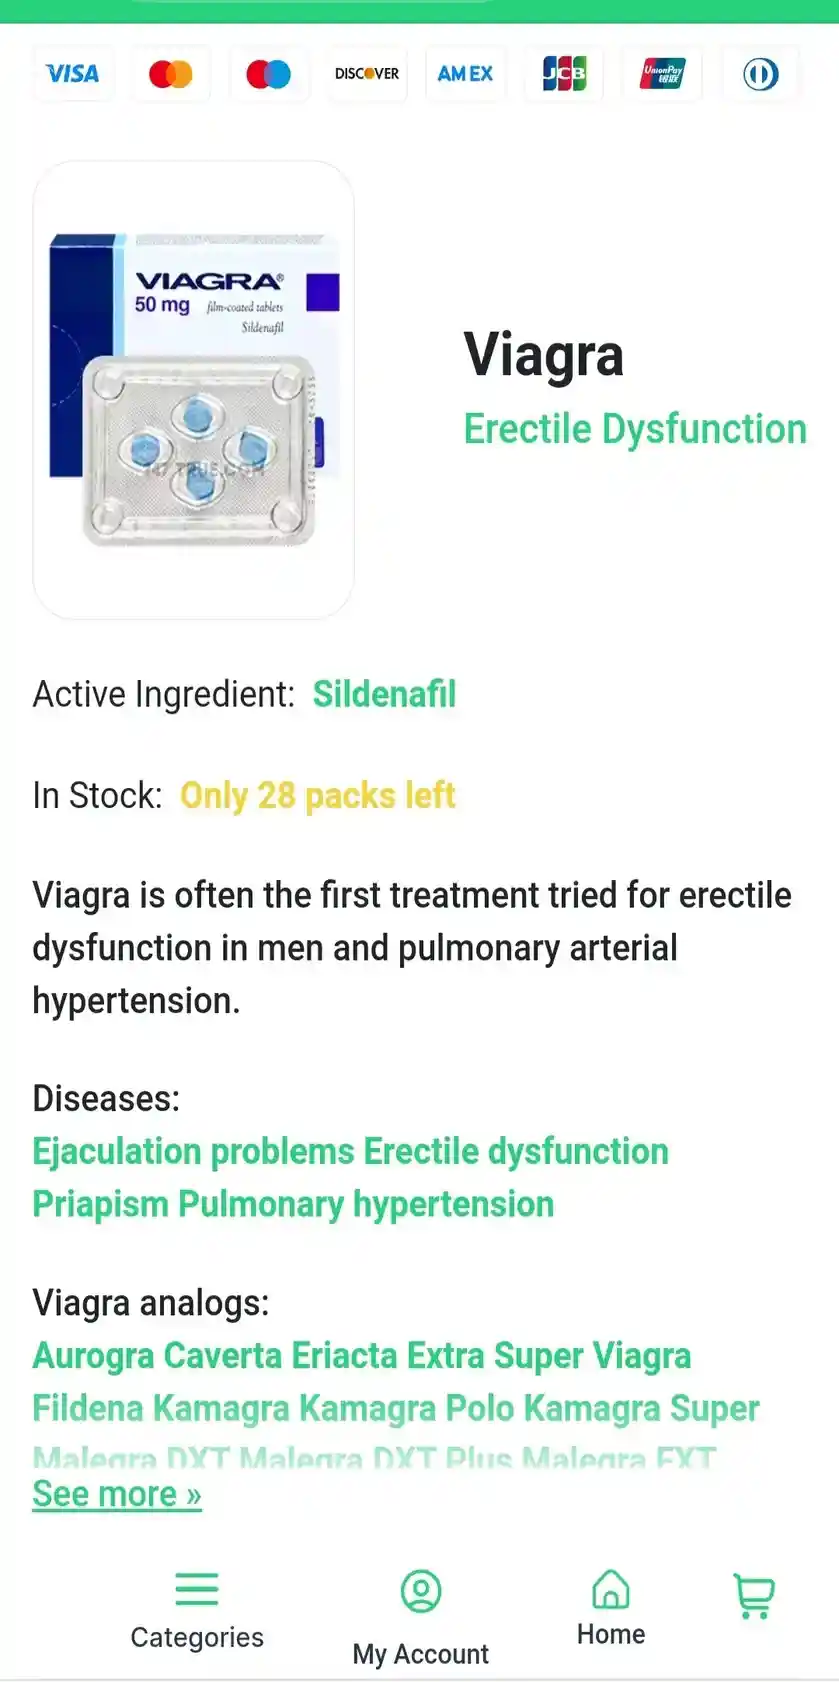 VISA DISCOVER AMEX JCB UnionPay 银联
VIAGRA®
50 mg film-coated tablets
Sildenafil
Viagra
Erectile Dysfunction
Active Ingredient: Sildenafil
In Stock: Only 28 packs left
Viagra is often the first treatment tried for erectile
dysfunction in men and pulmonary arterial
hypertension.
Diseases:
Ejaculation problems Erectile dysfunction
Priapism Pulmonary hypertension
Viagra analogs:
Aurogra Caverta Eriacta Extra Super Viagra
Fildena Kamagra Kamagra Polo Kamagra Super
Malegra DXT Malegra DXT Plus Malegra FXT
See more »
Categories
My Account
Home